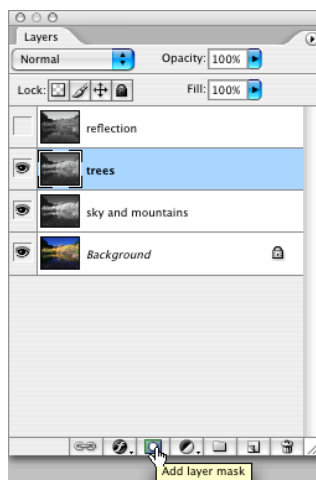 Layers
Normal Opacity: 100%
Lock: Fill: 100%
reflection
trees
sky and mountains
Background
Add layer mask